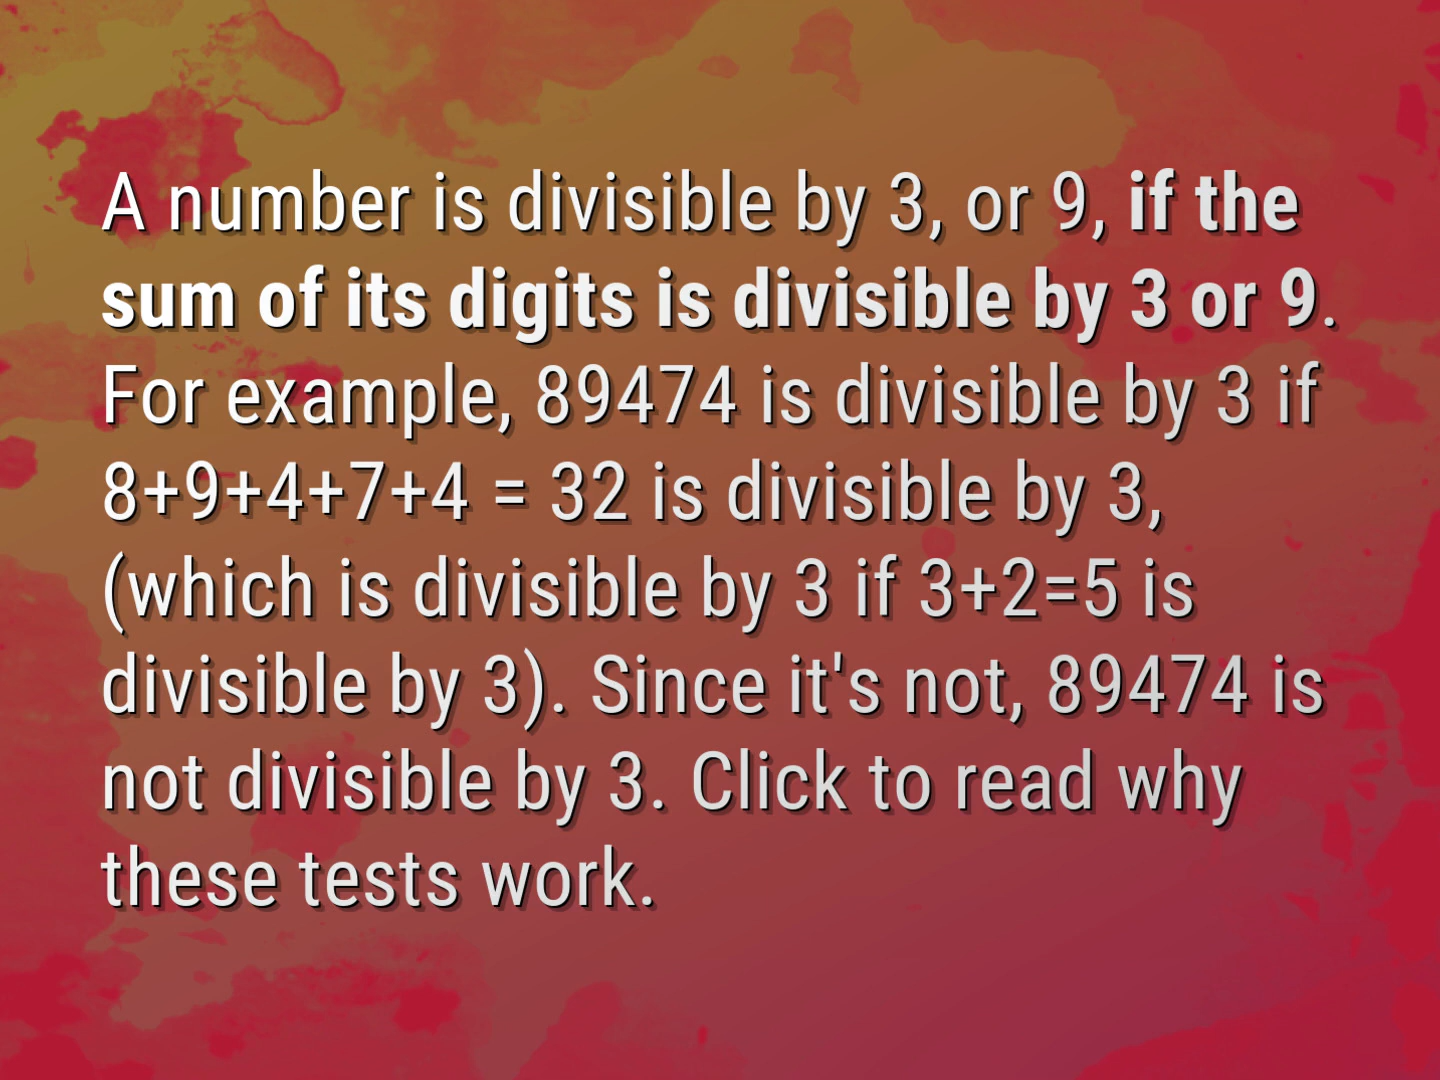 A number is divisible by 3, or 9, if the
sum of its digits is divisible by 3 or 9.
For example, 89474 is divisible by 3 if
8+9+4+7+4 = 32 is divisible by 3,
(which is divisible by 3 if 3+2=5 is
divisible by 3). Since it's not, 89474 is
not divisible by 3. Click to read why
these tests work.